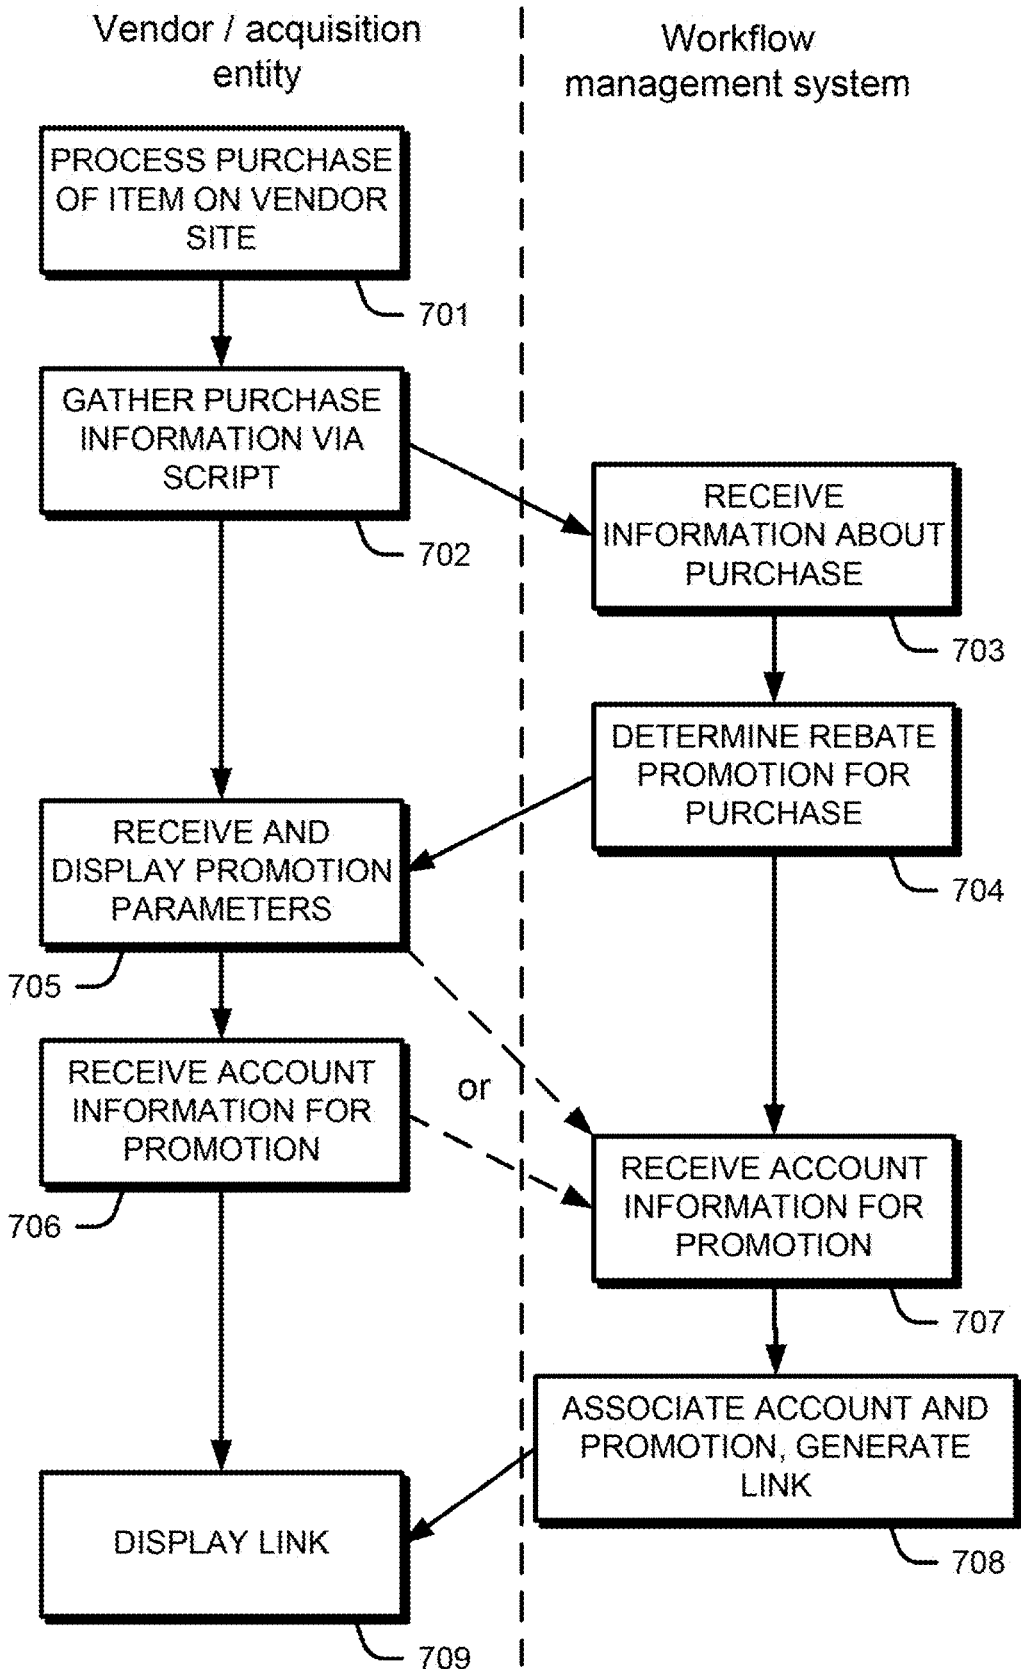 Vendor / acquisition
entity
Workflow
management system
PROCESS PURCHASE
OF ITEM ON VENDOR
SITE
701
GATHER PURCHASE
INFORMATION VIA
SCRIPT
702
RECEIVE
INFORMATION ABOUT
PURCHASE
703
DETERMINE REBATE
PROMOTION FOR
PURCHASE
704
RECEIVE AND
DISPLAY PROMOTION
PARAMETERS
705
RECEIVE ACCOUNT
INFORMATION FOR
PROMOTION
706
or
RECEIVE ACCOUNT
INFORMATION FOR
PROMOTION
707
ASSOCIATE ACCOUNT AND
PROMOTION, GENERATE
LINK
708
DISPLAY LINK
709